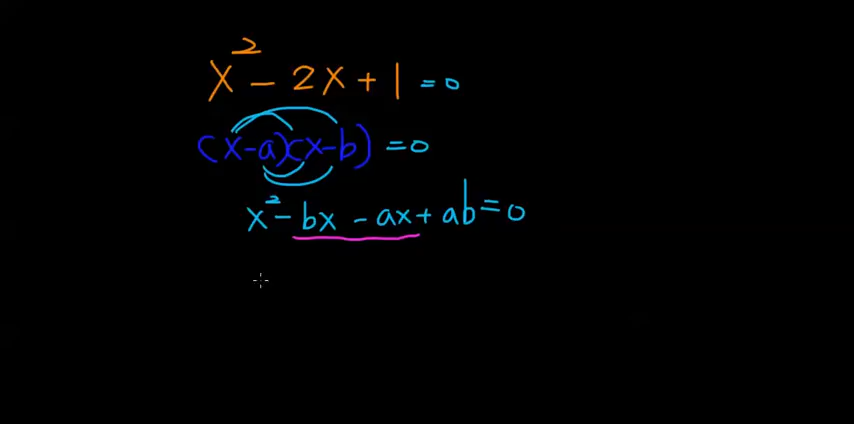 x² - 2x + 1 = 0
(x-a)(x-b) = 0
x² - bx - ax + ab = 0